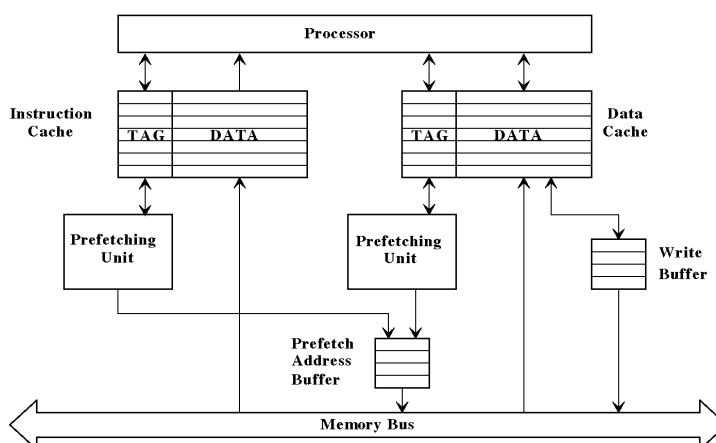 Processor
Instruction
Cache
TAG
DATA
TAG
DATA
Data
Cache
Prefetching
Unit
Prefetching
Unit
Write
Buffer
Prefetch
Address
Buffer
Memory Bus